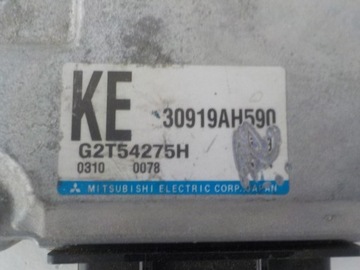 KE 30919AH590
G2T54275H
0310 0078
MITSUBISHI ELECTRIC CORP. JAPAN